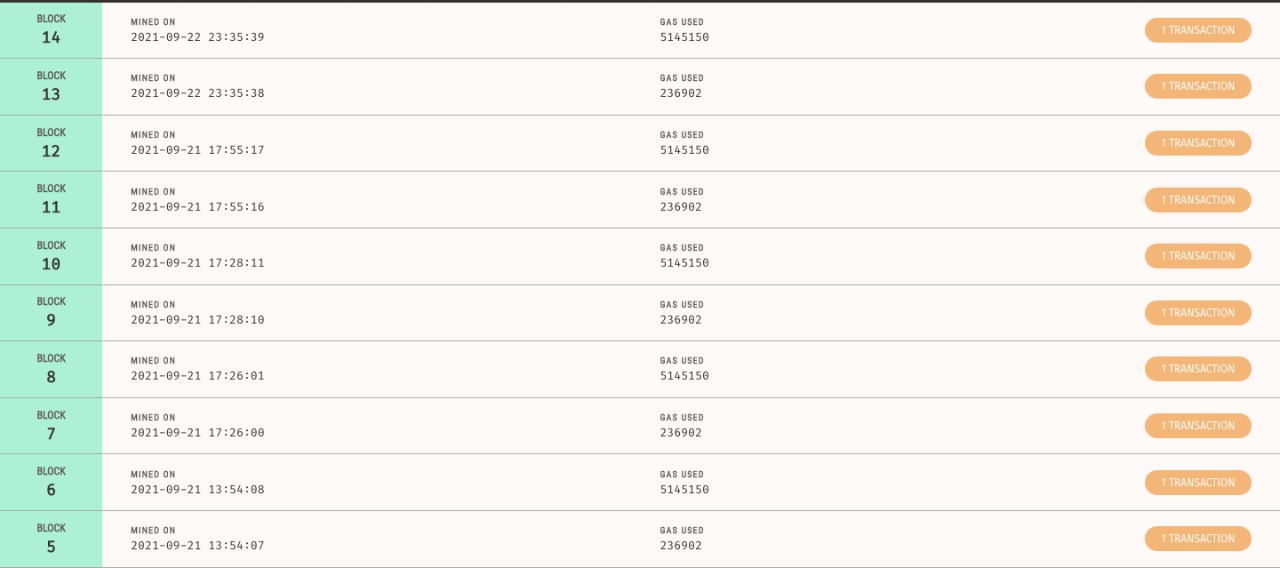 BLOCK MINED ON GAS USED
14 2021-09-22 23:35:39 5145150 1 TRANSACTION
BLOCK MINED ON GAS USED
13 2021-09-22 23:35:38 236902 1 TRANSACTION
BLOCK MINED ON GAS USED
12 2021-09-21 17:55:17 5145150 1 TRANSACTION
BLOCK MINED ON GAS USED
11 2021-09-21 17:55:16 236902 1 TRANSACTION
BLOCK MINED ON GAS USED
10 2021-09-21 17:28:11 5145150 1 TRANSACTION
BLOCK MINED ON GAS USED
9 2021-09-21 17:28:10 236902 1 TRANSACTION
BLOCK MINED ON GAS USED
8 2021-09-21 17:26:01 5145150 1 TRANSACTION
BLOCK MINED ON GAS USED
7 2021-09-21 17:26:00 236902 1 TRANSACTION
BLOCK MINED ON GAS USED
6 2021-09-21 13:54:08 5145150 1 TRANSACTION
BLOCK MINED ON GAS USED
5 2021-09-21 13:54:07 236902 1 TRANSACTION